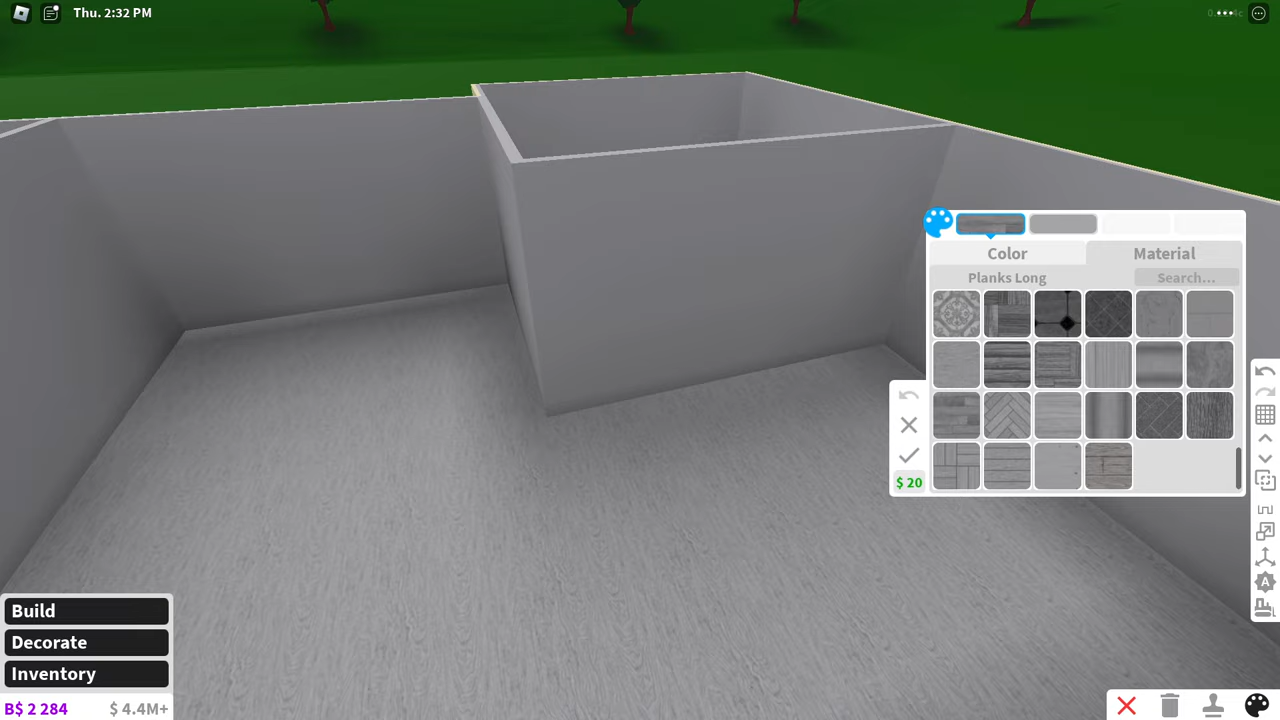 Thu. 2:32 PM
Color
Material
Planks Long
Search...
$ 20
A
Build
Decorate
Inventory
B$ 2 284
$ 4.4M+